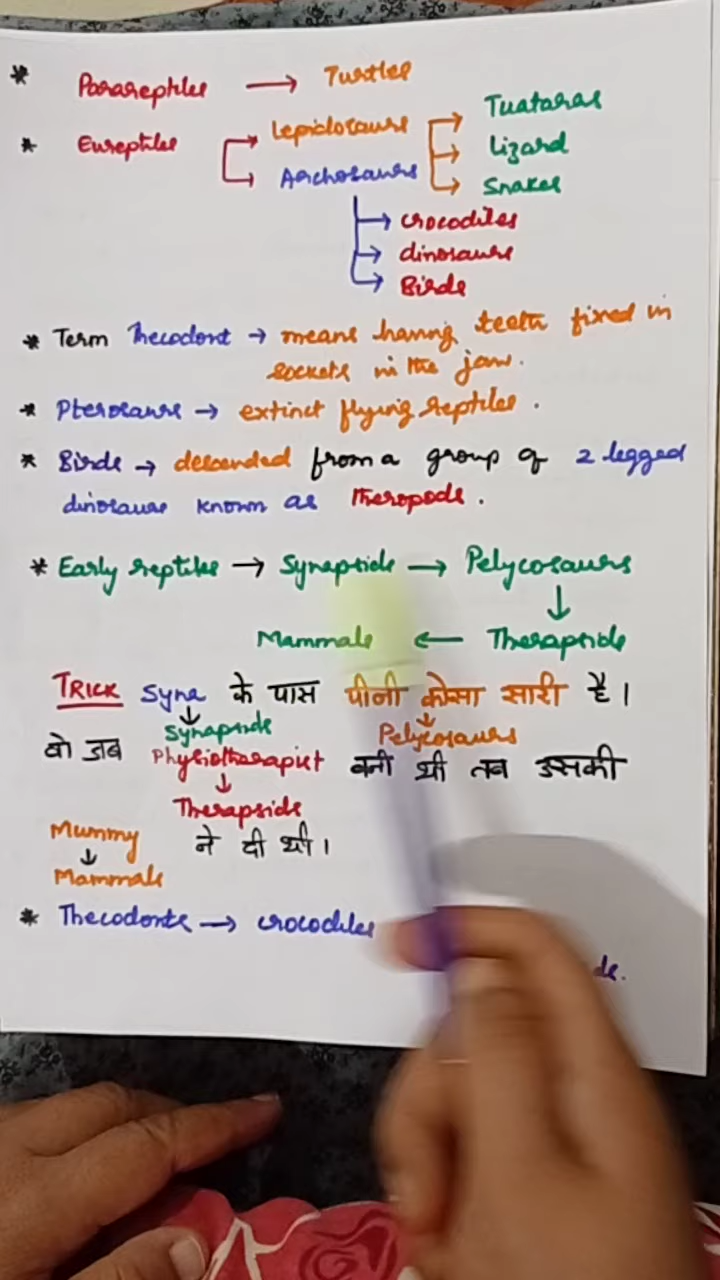 * Parareptiles → Turtles
* Eureptiles Lepidosaurs Tuataras
Archosaurs Lizard
Snakes
→ crocodiles
→ dinosaurs
→ Birds
* Term Thecodont → means having teeth fixed in
sockets in the jaw.
* Pterosaurs → extinct flying reptiles.
* Birds → descended from a group of 2 legged
dinosaurs known as theropods.
* Early reptiles → Synapsids → Pelycosaurs
↓
Mammals ← Therapsids
TRICK Syna के पास पीली कोसा सारी है।
↓ Synapsids ↓ Pelycosaurs
वो जब Physiotherapist बनी थी तब उसकी
↓
Therapsids
Mummy ने दी थी।
↓
Mammals
* Thecodonts → crocodiles